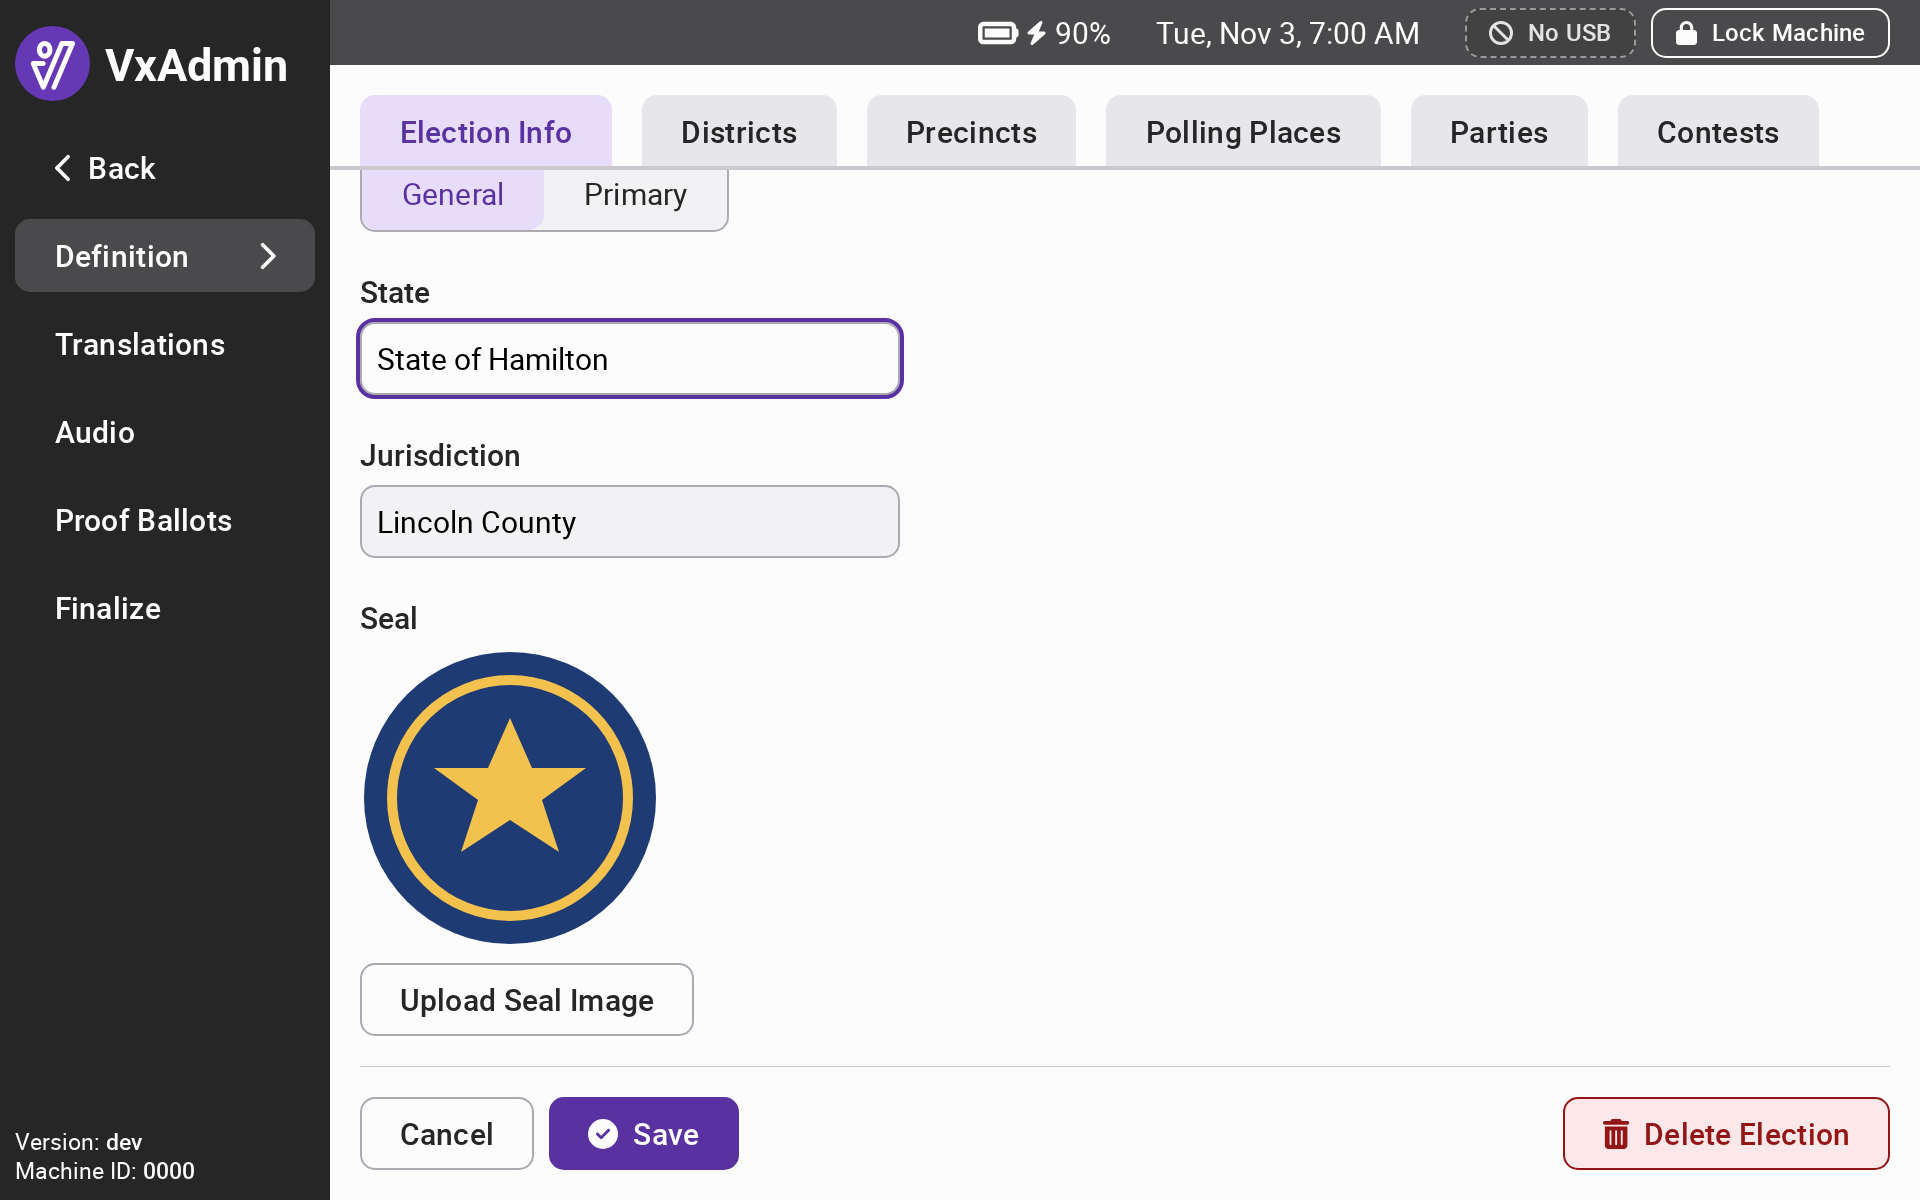 VxAdmin
Back
Definition
Translations
Audio
Proof Ballots
Finalize
Version: dev
Machine ID: 0000
90%
Tue, Nov 3, 7:00 AM
No USB
Lock Machine
Election Info
Districts
Precincts
Polling Places
Parties
Contests
General
Primary
State
State of Hamilton
Jurisdiction
Lincoln County
Seal
Upload Seal Image
Cancel
Save
Delete Election